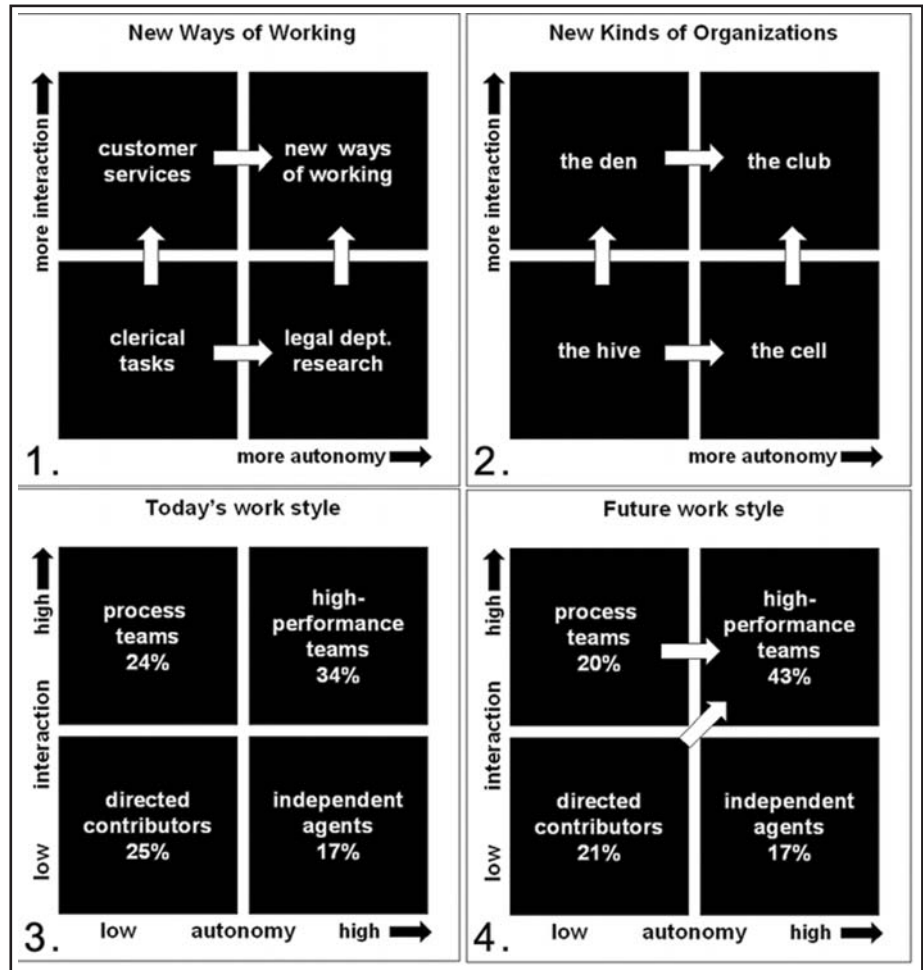 New Ways of Working
more interaction
customer
services
new ways
of working
clerical
tasks
legal dept.
research
1.
more autonomy
New Kinds of Organizations
more interaction
the den
the club
the hive
the cell
2.
more autonomy
Today's work style
high
interaction
low
process
teams
24%
high-
performance
teams
34%
directed
contributors
25%
independent
agents
17%
3.
low
autonomy
high
Future work style
high
interaction
low
process
teams
20%
high-
performance
teams
43%
directed
contributors
21%
independent
agents
17%
4.
low
autonomy
high